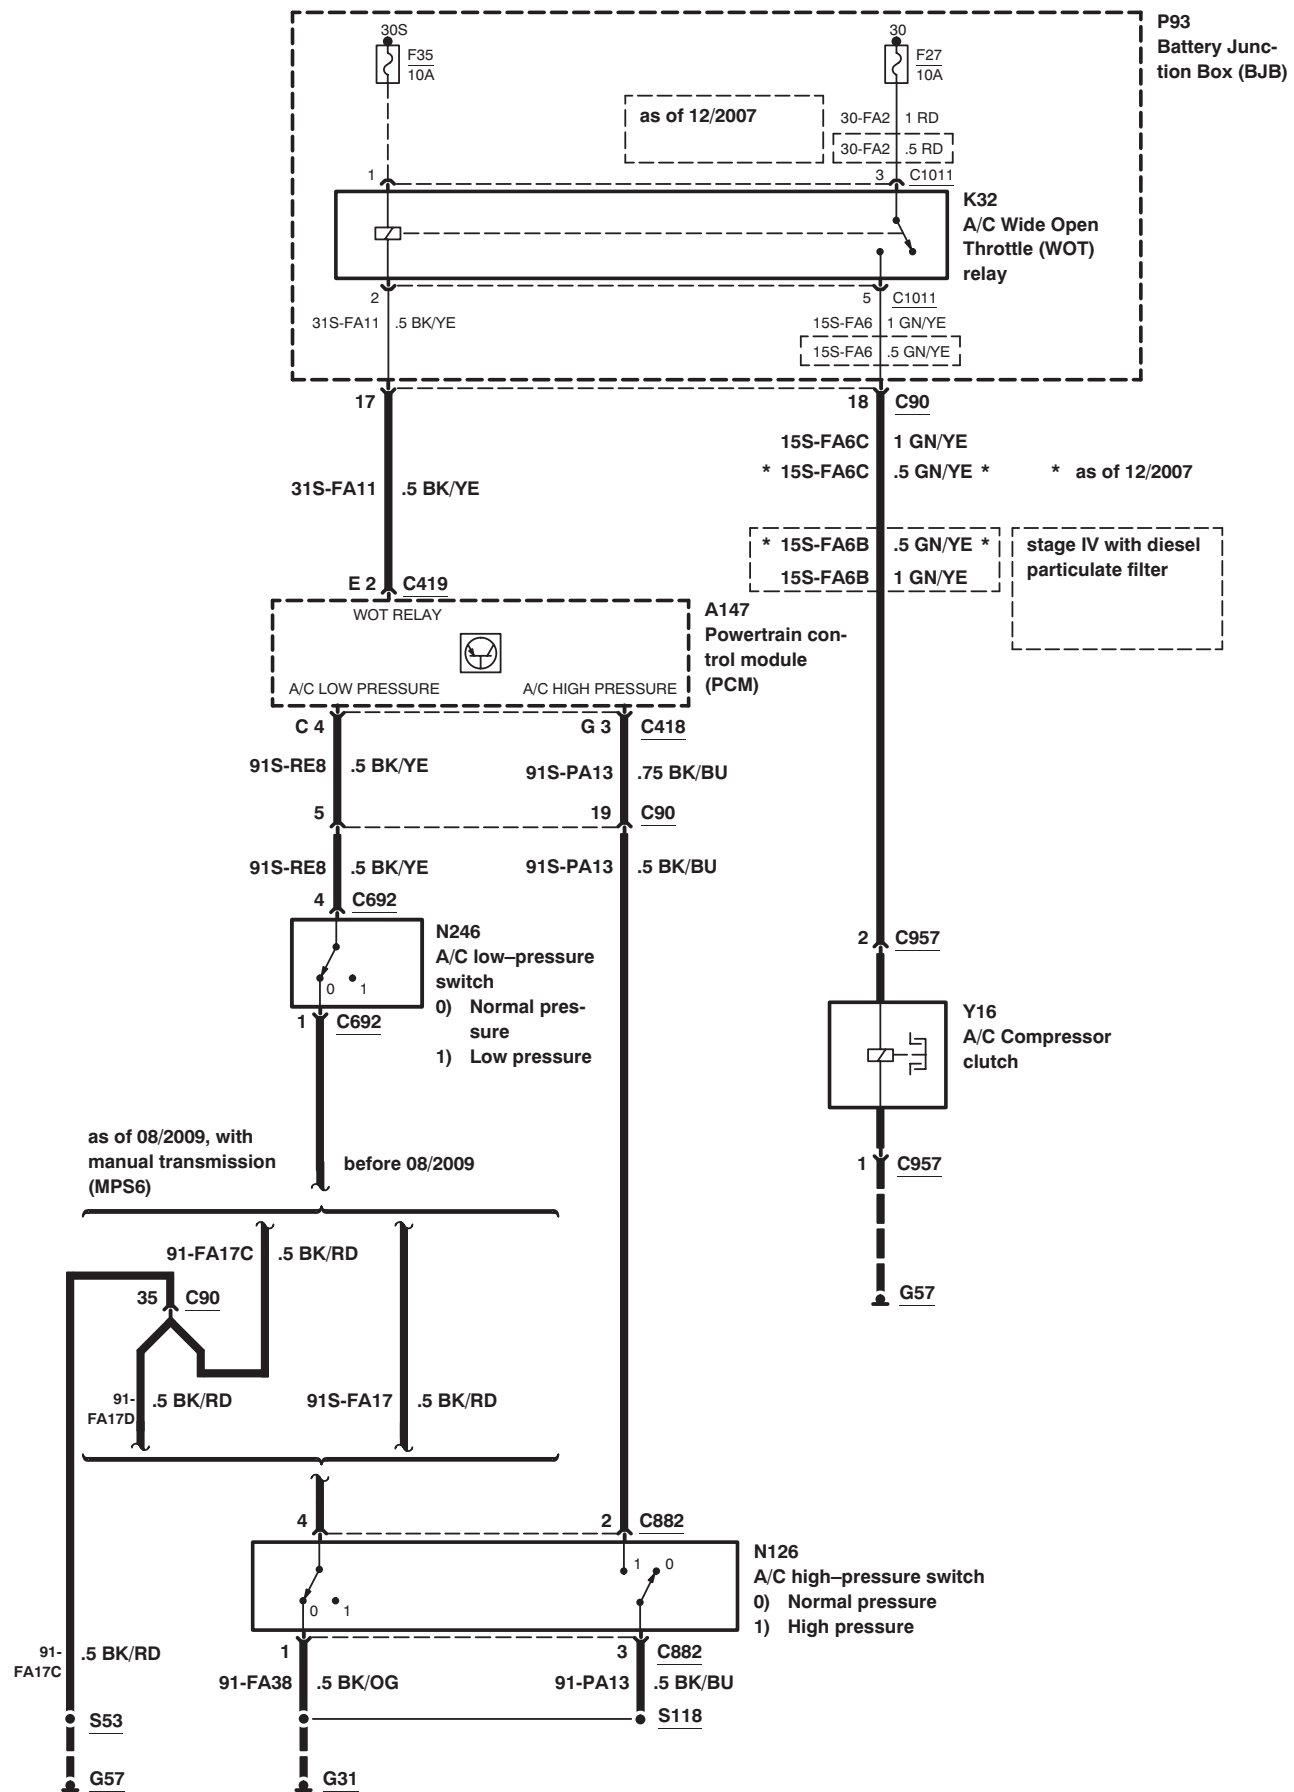 P93
Battery Junc-
tion Box (BJB)
30S
30
F35
10A
F27
10A
as of 12/2007
30-FA2 1 RD
30-FA2 .5 RD
1
3 C1011
K32
A/C Wide Open
Throttle (WOT)
relay
2
5 C1011
31S-FA11 .5 BK/YE
15S-FA6 1 GN/YE
15S-FA6 .5 GN/YE
17
18 C90
15S-FA6C 1 GN/YE
* 15S-FA6C .5 GN/YE * * as of 12/2007
31S-FA11 .5 BK/YE
* 15S-FA6B .5 GN/YE *
15S-FA6B 1 GN/YE
stage IV with diesel
particulate filter
E 2 C419
WOT RELAY
A147
Powertrain con-
trol module
(PCM)
A/C LOW PRESSURE A/C HIGH PRESSURE
C 4
G 3 C418
91S-RE8 .5 BK/YE
91S-PA13 .75 BK/BU
5
19 C90
91S-RE8 .5 BK/YE
91S-PA13 .5 BK/BU
4 C692
N246
A/C low–pressure
switch
0) Normal pres-
sure
1) Low pressure
0 1
1 C692
2 C957
Y16
A/C Compressor
clutch
1 C957
G57
as of 08/2009, with
manual transmission
(MPS6)
before 08/2009
91-FA17C .5 BK/RD
35 C90
91-
FA17D
.5 BK/RD
91S-FA17 .5 BK/RD
4
2 C882
N126
A/C high–pressure switch
0) Normal pressure
1) High pressure
1 0
0 1
1
3 C882
91-
FA17C
.5 BK/RD
91-FA38 .5 BK/OG
91-PA13 .5 BK/BU
S53
S118
G57
G31